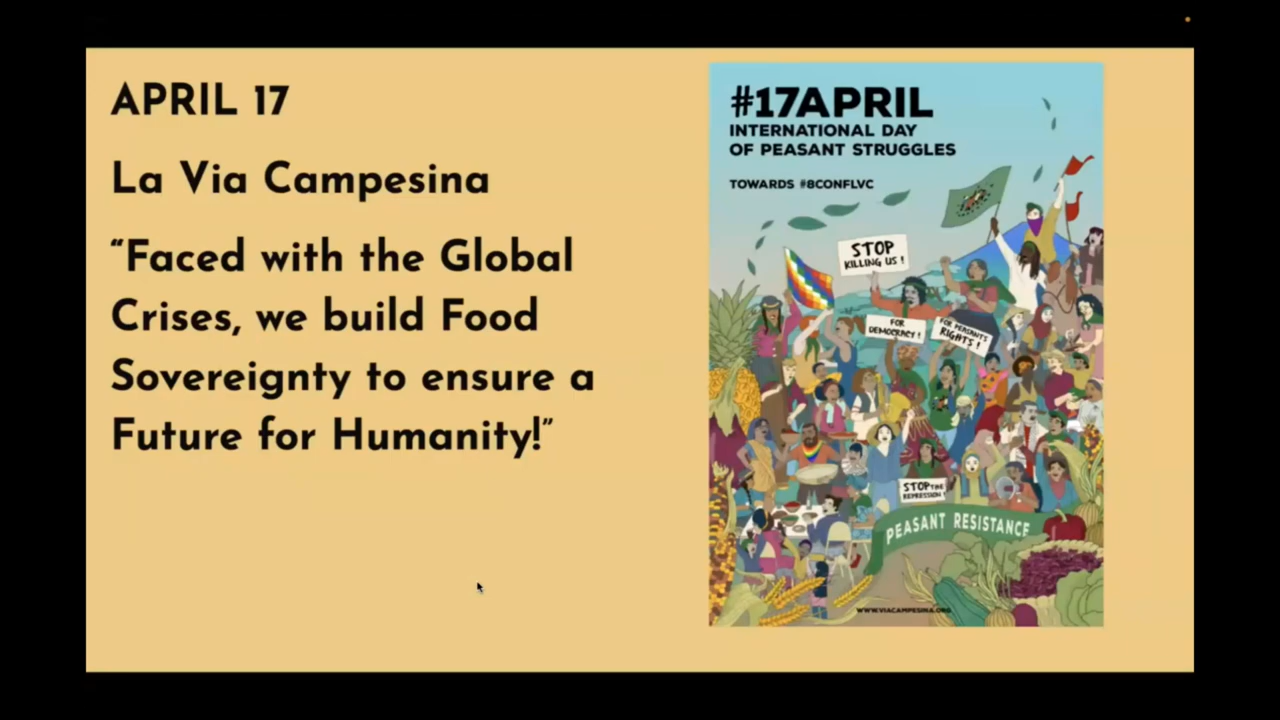 APRIL 17
La Via Campesina
“Faced with the Global
Crises, we build Food
Sovereignty to ensure a
Future for Humanity!”
#17APRIL
INTERNATIONAL DAY
OF PEASANT STRUGGLES
TOWARDS #8CONFLVC
STOP
KILLING US !
FOR
DEMOCRACY !
FOR PEASANTS
RIGHTS !
STOP THE
REPRESSION !
PEASANT RESISTANCE
WWW.VIACAMPESINA.ORG